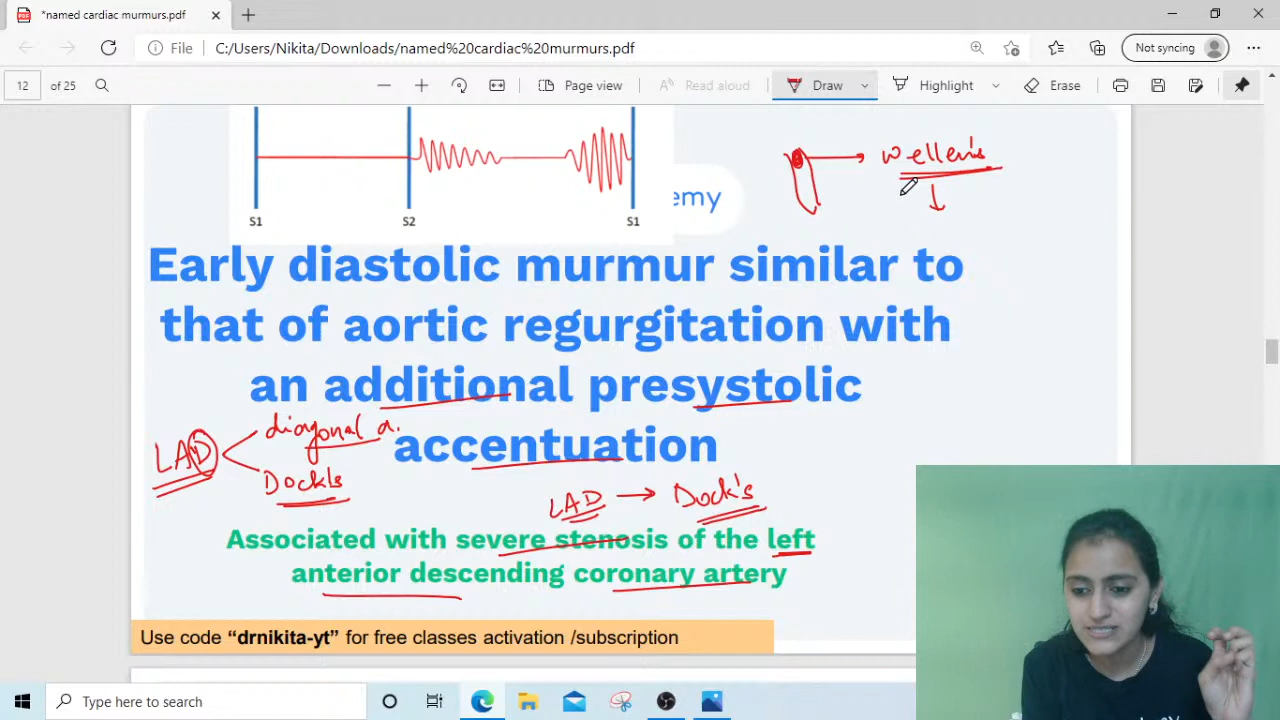 *named cardiac murmurs.pdf
File C:/Users/Nikita/Downloads/named%20cardiac%20murmurs.pdf Not syncing
12 of 25 Page view Read aloud Draw Highlight Erase
Wellen's
emy
S1 S2 S1
Early diastolic murmur similar to
that of aortic regurgitation with
an additional presystolic
accentuation
LAD diagonal a.
Dock's
LAD → Dock's
Associated with severe stenosis of the left
anterior descending coronary artery
Use code “drnikita-yt” for free classes activation /subscription
Type here to search